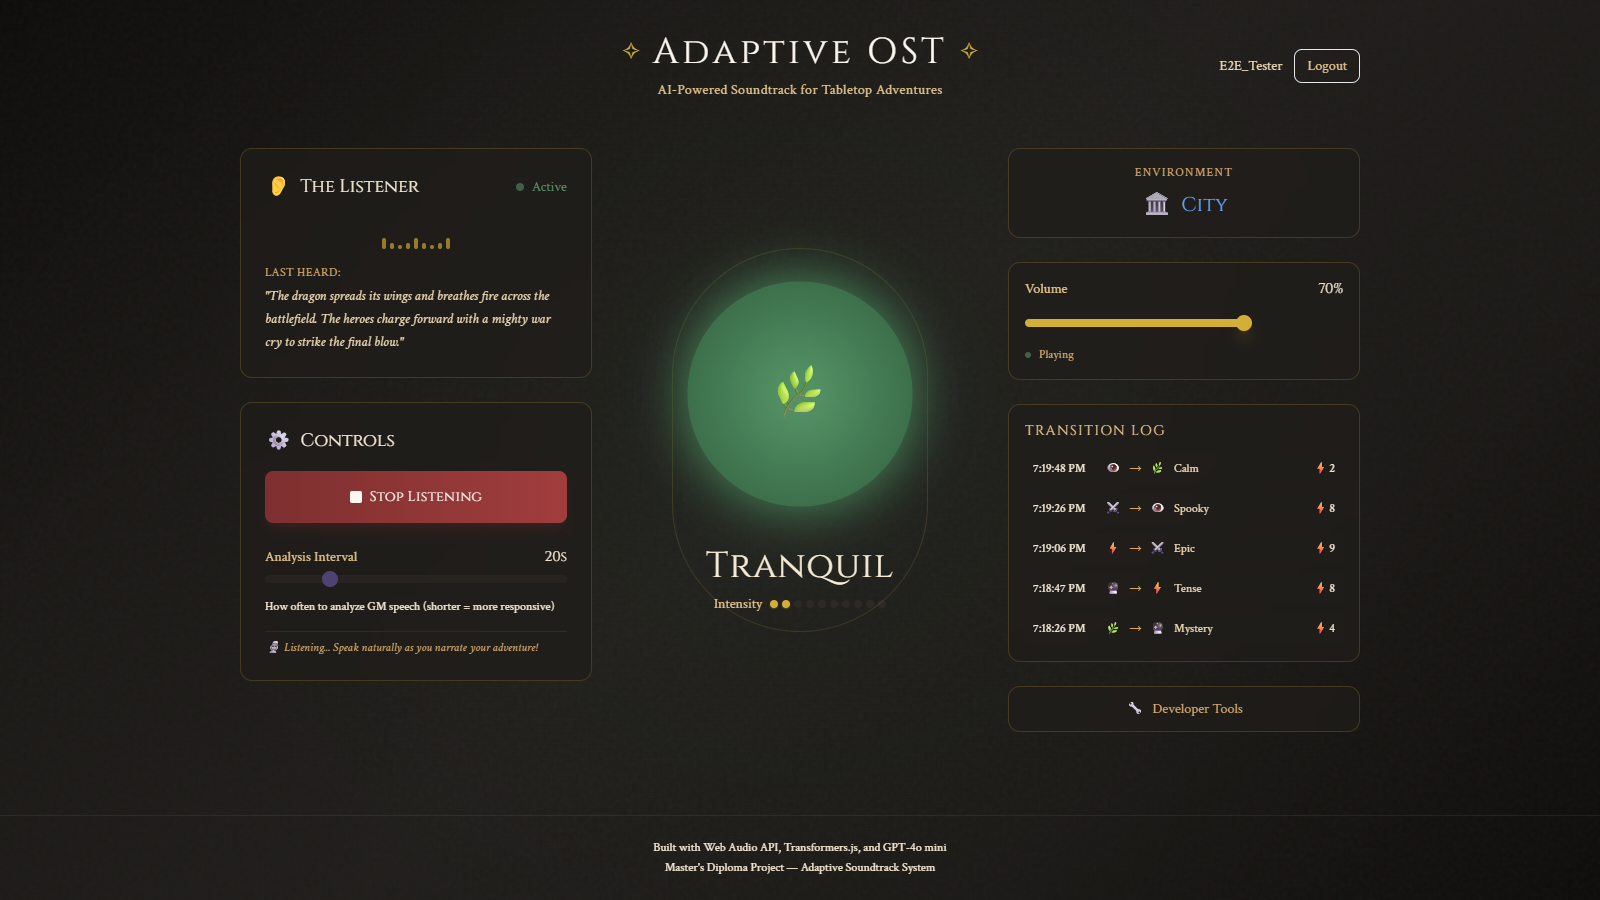 Adaptive OST
AI-Powered Soundtrack for Tabletop Adventures
E2E_Tester
Logout
The Listener
Active
LAST HEARD:
"The dragon spreads its wings and breathes fire across the
battlefield. The heroes charge forward with a mighty war
cry to strike the final blow."
Controls
Stop Listening
Analysis Interval 20s
How often to analyze GM speech (shorter = more responsive)
Listening... Speak naturally as you narrate your adventure!
Tranquil
Intensity
ENVIRONMENT
City
Volume 70%
Playing
TRANSITION LOG
7:19:48 PM → Calm 2
7:19:26 PM → Spooky 8
7:19:06 PM → Epic 9
7:18:47 PM → Tense 8
7:18:26 PM → Mystery 4
Developer Tools
Built with Web Audio API, Transformers.js, and GPT-4o mini
Master's Diploma Project — Adaptive Soundtrack System